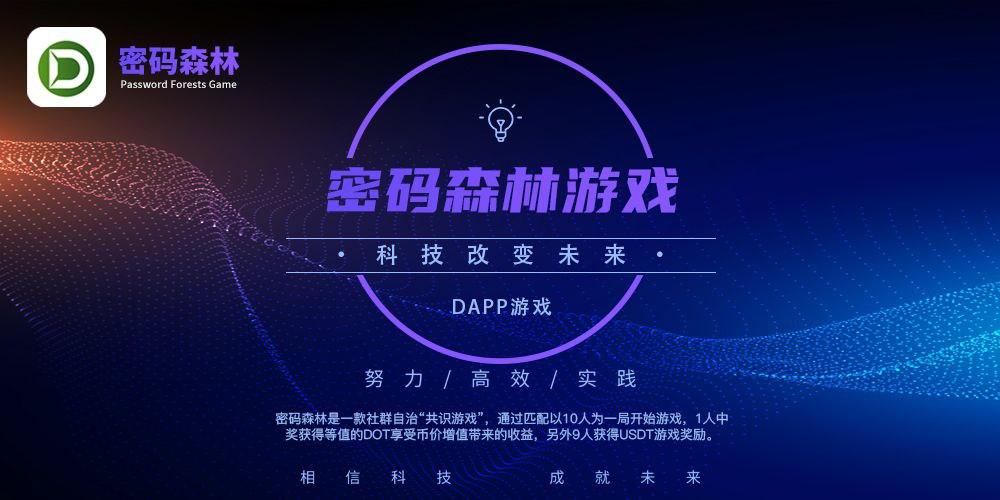 密码森林
Password Forests Game
密码森林游戏
· 科技改变未来 ·
DAPP游戏
努力/高效/实践
密码森林是一款社群自治“共识游戏”，通过匹配以10人为一局开始游戏，1人中
奖获得等值的DOT享受币价增值带来的收益，另外9人获得USDT游戏奖励。
相信科技 成就未来